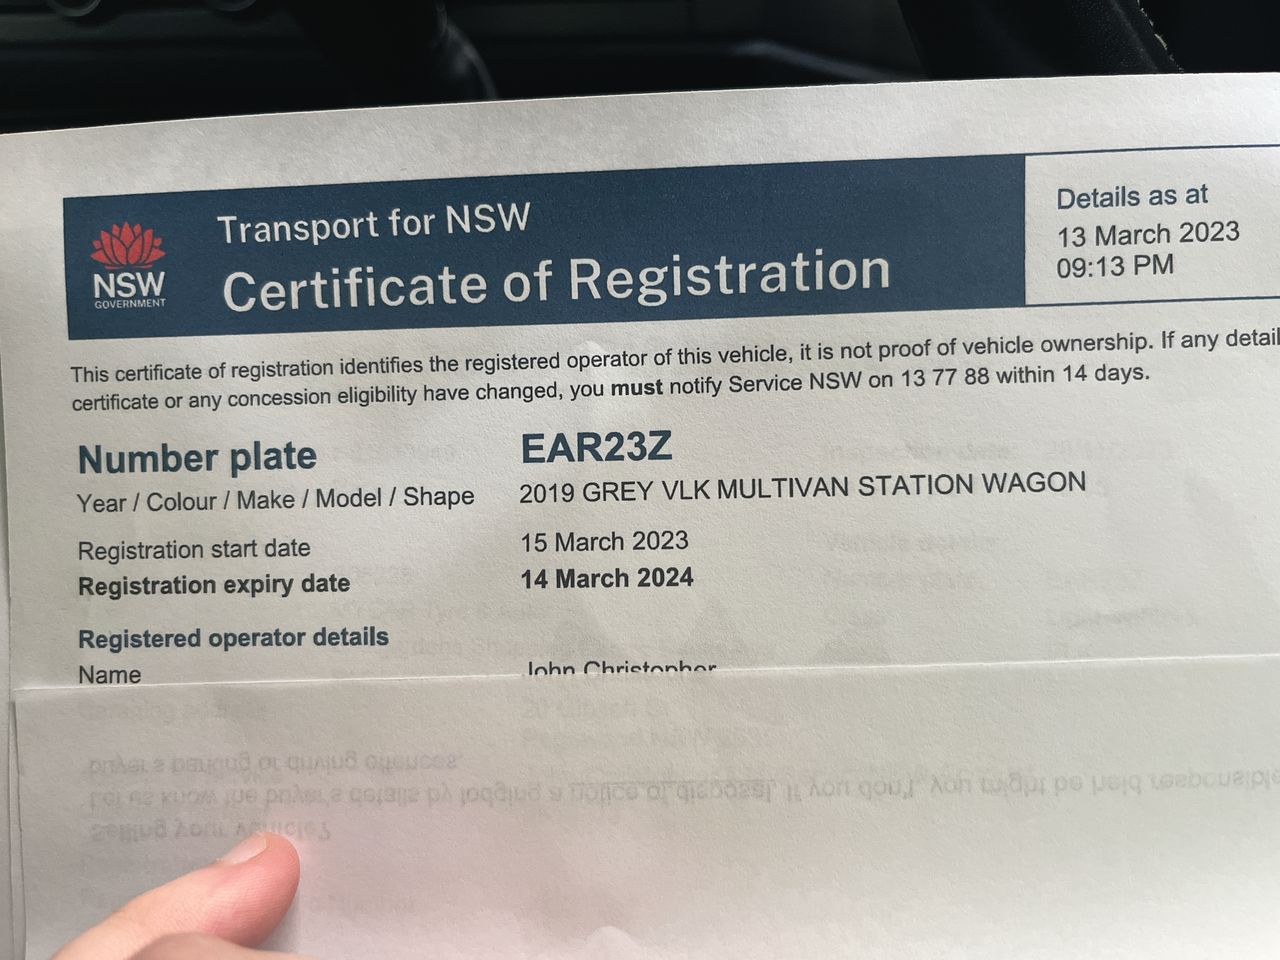 Transport for NSW
Certificate of Registration
NSW
GOVERNMENT
Details as at
13 March 2023
09:13 PM
This certificate of registration identifies the registered operator of this vehicle, it is not proof of vehicle ownership. If any detail
certificate or any concession eligibility have changed, you must notify Service NSW on 13 77 88 within 14 days.
Number plate EAR23Z
Year / Colour / Make / Model / Shape 2019 GREY VLK MULTIVAN STATION WAGON
Registration start date 15 March 2023
Registration expiry date 14 March 2024
Registered operator details
Name John Christopher